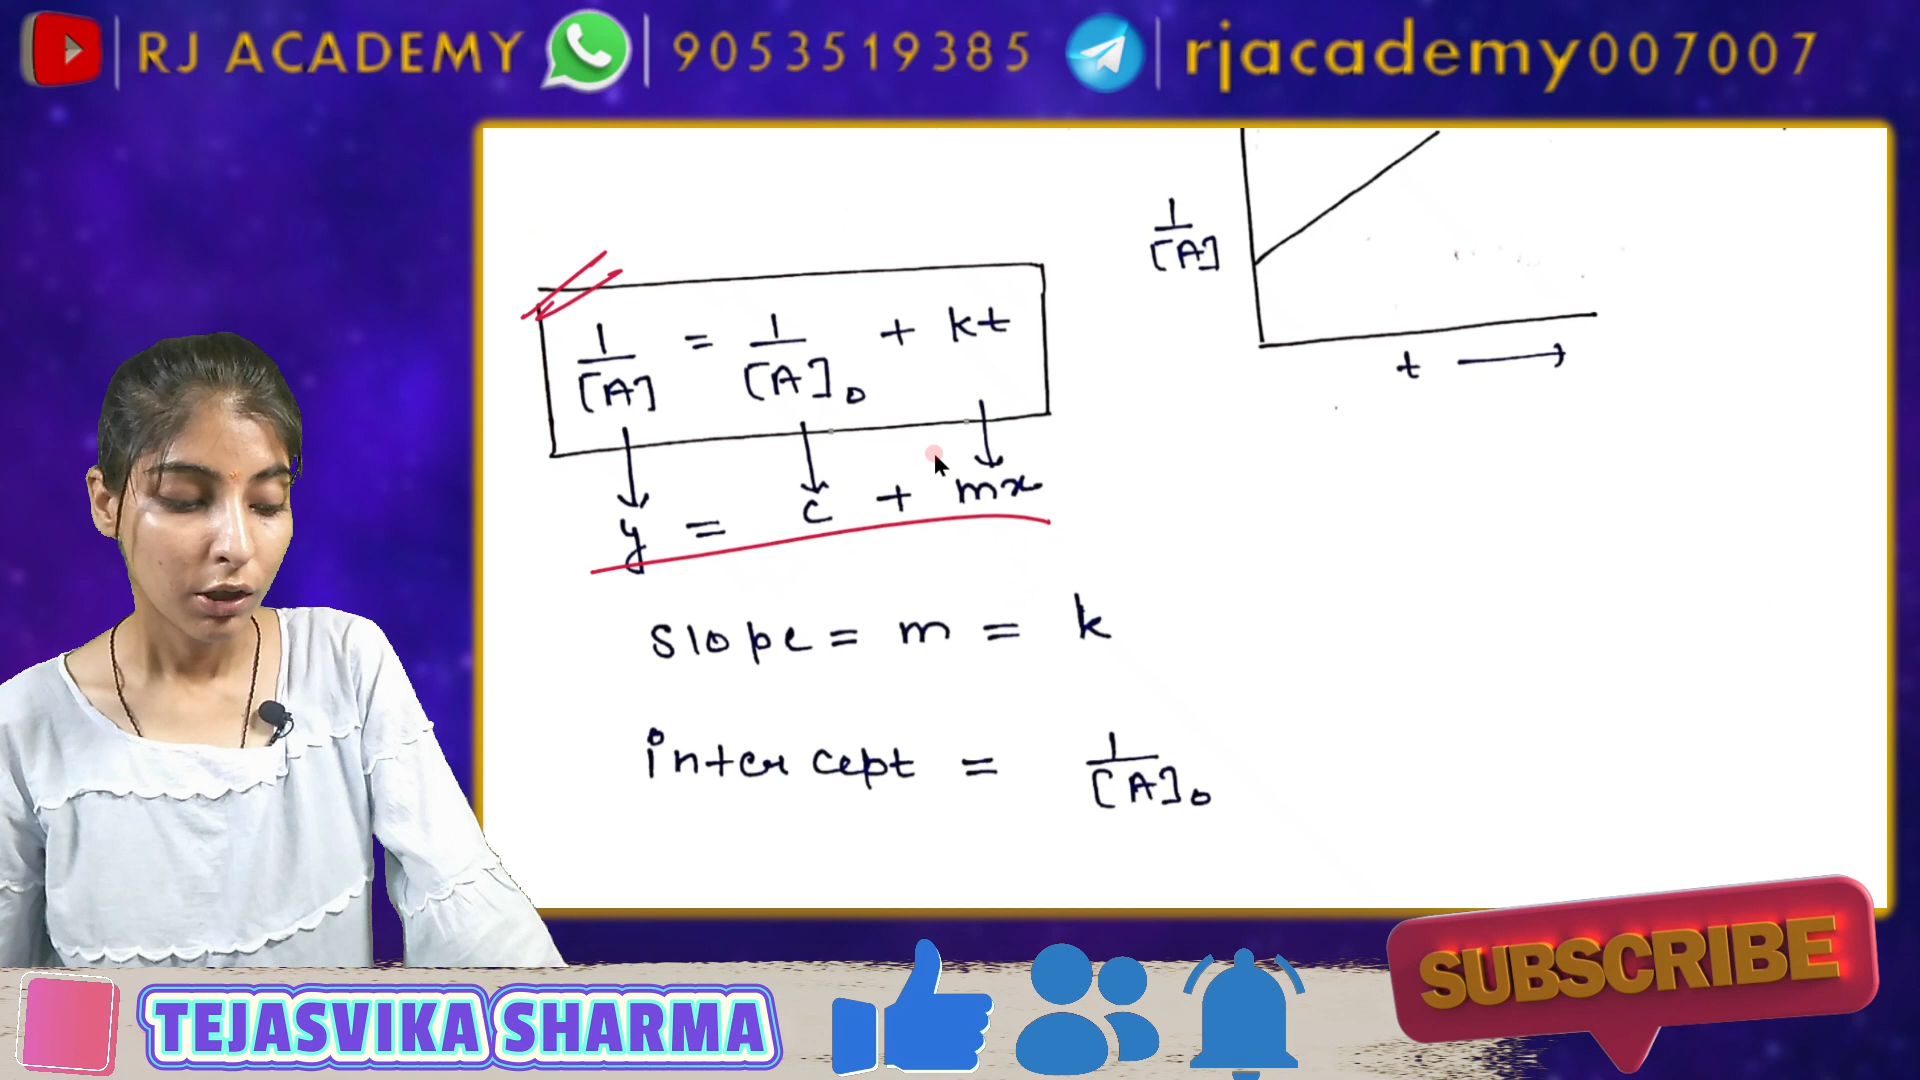 RJ ACADEMY | 9053519385 | rjacademy007007
1/[A]
t ⟶
1/[A] = 1/[A]₀ + kt
y = c + mx
slope = m = k
intercept = 1/[A]₀
TEJASVIKA SHARMA
SUBSCRIBE